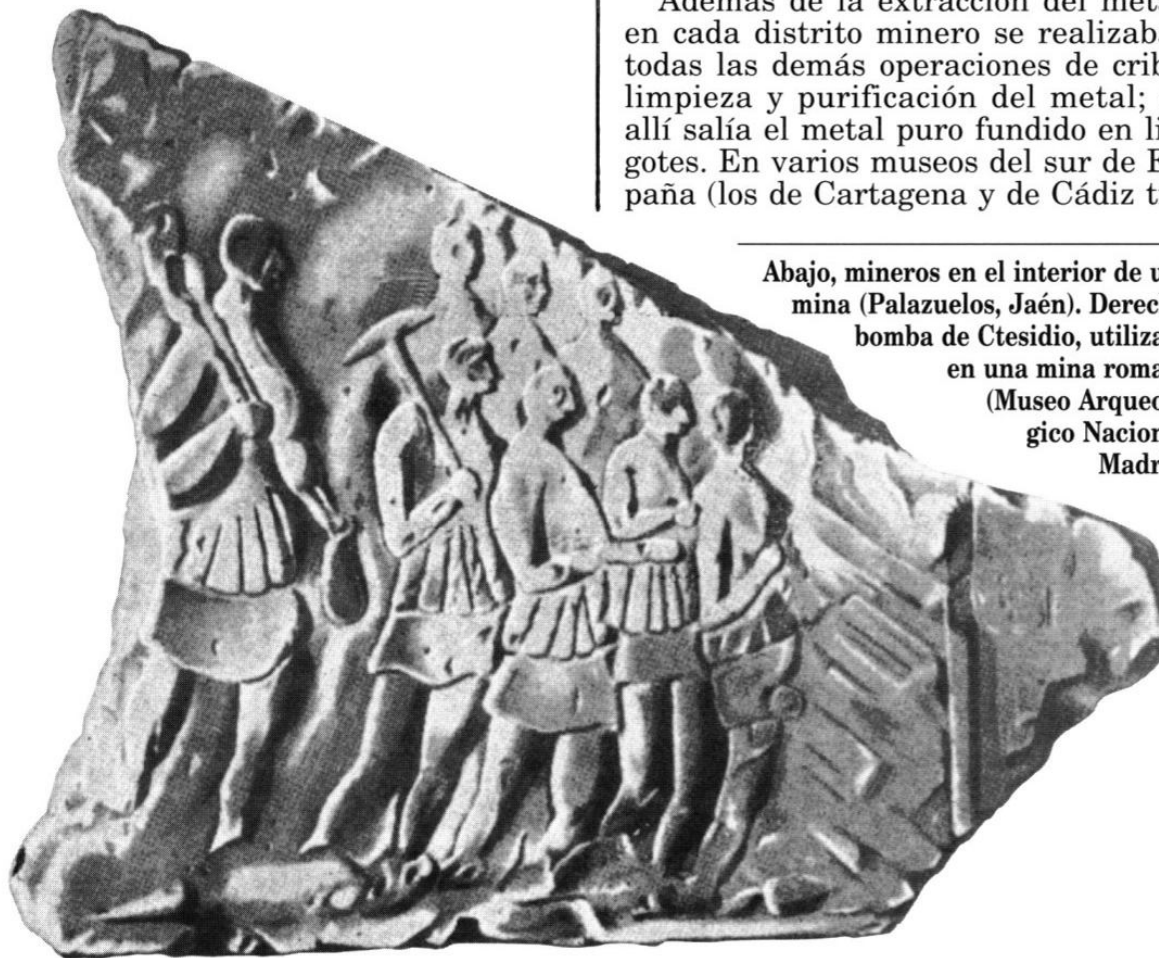 Además de la extracción del meta
en cada distrito minero se realizaba
todas las demás operaciones de crib
limpieza y purificación del metal;
allí salía el metal puro fundido en li
gotes. En varios museos del sur de E
paña (los de Cartagena y de Cádiz t
Abajo, mineros en el interior de u
mina (Palazuelos, Jaén). Derec
bomba de Ctesidio, utiliza
en una mina roma
(Museo Arqueo
gico Nacion
Madr